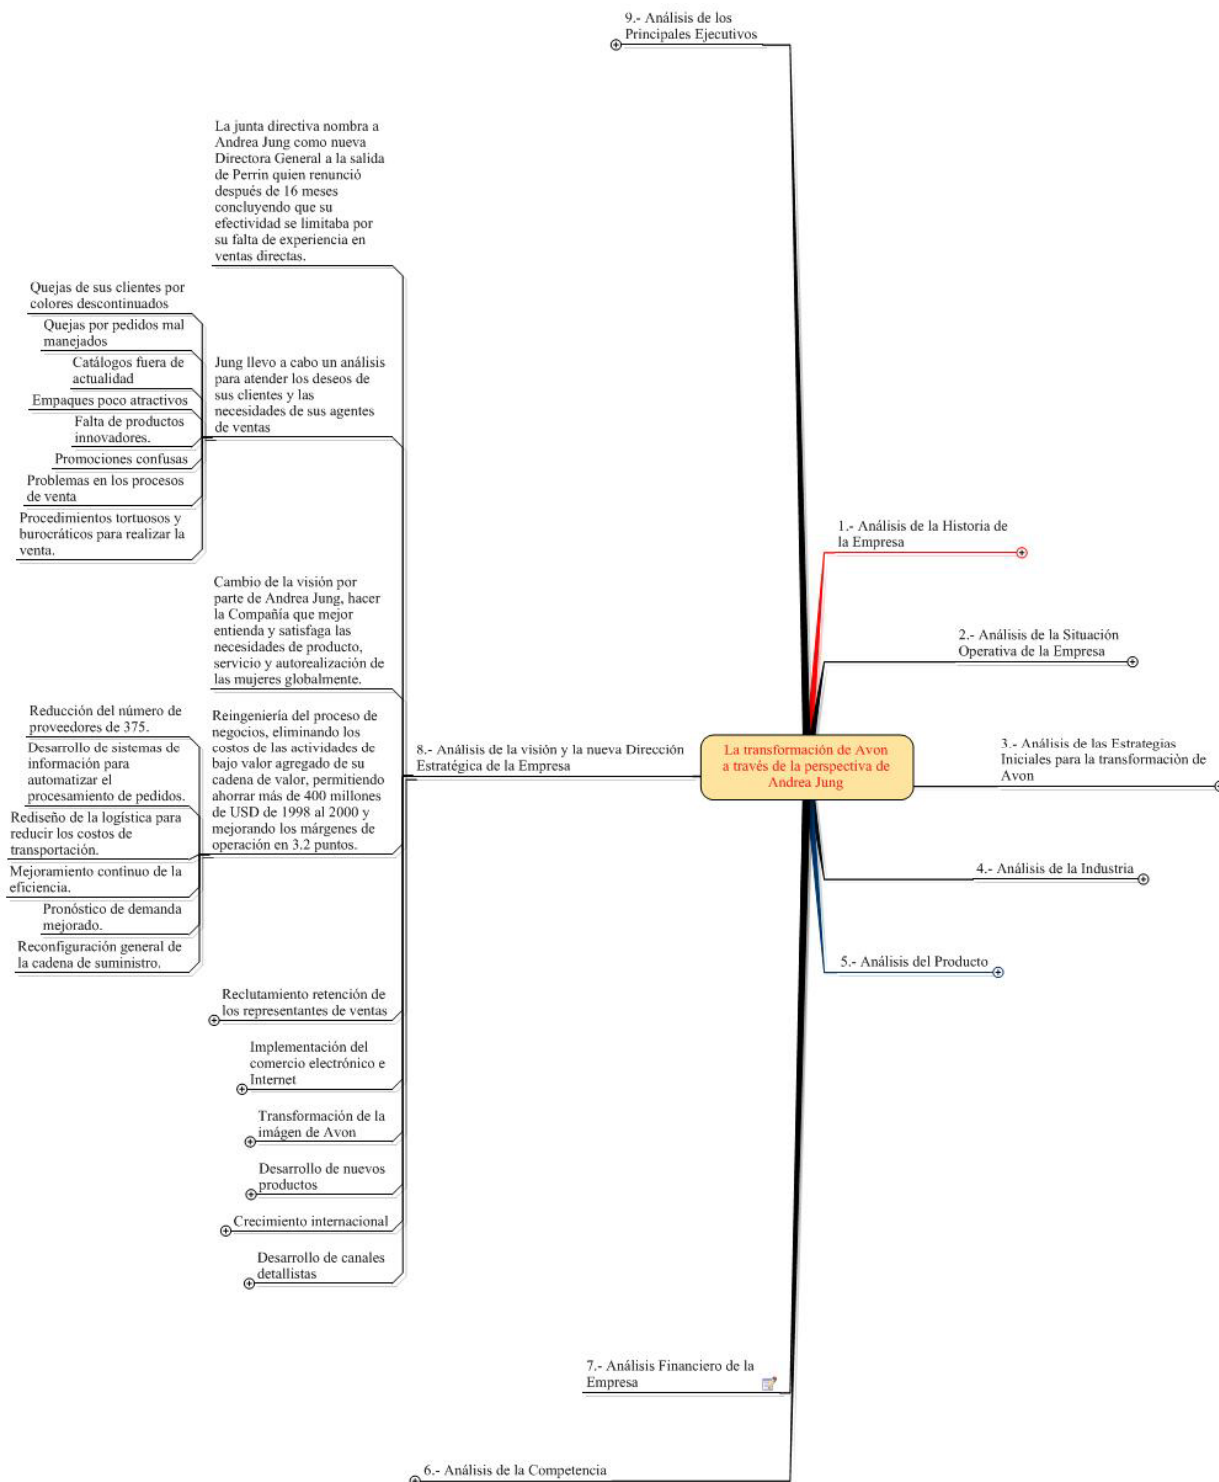 9.- Análisis de los
Principales Ejecutivos
La junta directiva nombra a
Andrea Jung como nueva
Directora General a la salida
de Perrin quien renunció
después de 16 meses
concluyendo que su
efectividad se limitaba por
su falta de experiencia en
ventas directas.
Quejas de sus clientes por
colores descontinuados
Quejas por pedidos mal
manejados
Catálogos fuera de
actualidad
Empaques poco atractivos
Falta de productos
innovadores.
Promociones confusas
Problemas en los procesos
de venta
Procedimientos tortuosos y
burocráticos para realizar la
venta.
Jung llevo a cabo un análisis
para atender los deseos de
sus clientes y las
necesidades de sus agentes
de ventas
Cambio de la visión por
parte de Andrea Jung, hacer
la Compañía que mejor
entienda y satisfaga las
necesidades de producto,
servicio y autorealización de
las mujeres globalmente.
Reducción del número de
proveedores de 375.
Desarrollo de sistemas de
información para
automatizar el
procesamiento de pedidos.
Rediseño de la logística para
reducir los costos de
transportación.
Mejoramiento continuo de la
eficiencia.
Pronóstico de demanda
mejorado.
Reconfiguración general de
la cadena de suministro.
Reingeniería del proceso de
negocios, eliminando los
costos de las actividades de
bajo valor agregado de su
cadena de valor, permitiendo
ahorrar más de 400 millones
de USD de 1998 al 2000 y
mejorando los márgenes de
operación en 3.2 puntos.
Reclutamiento retención de
los representantes de ventas
Implementación del
comercio electrónico e
Internet
Transformación de la
imágen de Avon
Desarrollo de nuevos
productos
Crecimiento internacional
Desarrollo de canales
detallistas
8.- Análisis de la visión y la nueva Dirección
Estratégica de la Empresa
La transformación de Avon
a través de la perspectiva de
Andrea Jung
1.- Análisis de la Historia de
la Empresa
2.- Análisis de la Situación
Operativa de la Empresa
3.- Análisis de las Estrategias
Iniciales para la transformaciòn de
Avon
4.- Análisis de la Industria
5.- Análisis del Producto
7.- Análisis Financiero de la
Empresa
6.- Análisis de la Competencia